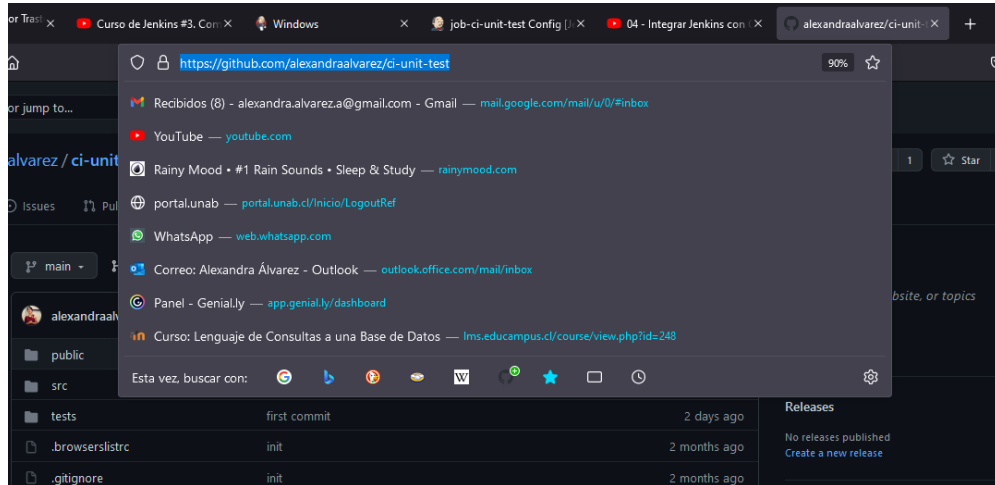 or Trast
Curso de Jenkins #3. Com
Windows
job-ci-unit-test Config [J
04 - Integrar Jenkins con
alexandraalvarez/ci-unit-
https://github.com/alexandraalvarez/ci-unit-test
90%
or jump to...
Recibidos (8) - alexandra.alvarez.a@gmail.com - Gmail — mail.google.com/mail/u/0/#inbox
YouTube — youtube.com
alvarez / ci-unit
1
Star
Rainy Mood • #1 Rain Sounds • Sleep & Study — rainymood.com
portal.unab — portal.unab.cl/Inicio/LogoutRef
Issues
Pul
WhatsApp — web.whatsapp.com
main
Correo: Alexandra Álvarez - Outlook — outlook.office.com/mail/inbox
bsite, or topics
Panel - Genial.ly — app.genial.ly/dashboard
alexandraalv
Curso: Lenguaje de Consultas a una Base de Datos — lms.educampus.cl/course/view.php?id=248
public
Esta vez, buscar con:
W
src
tests first commit 2 days ago
Releases
No releases published
.browserslistrc init 2 months ago
Create a new release
.gitignore init 2 months ago